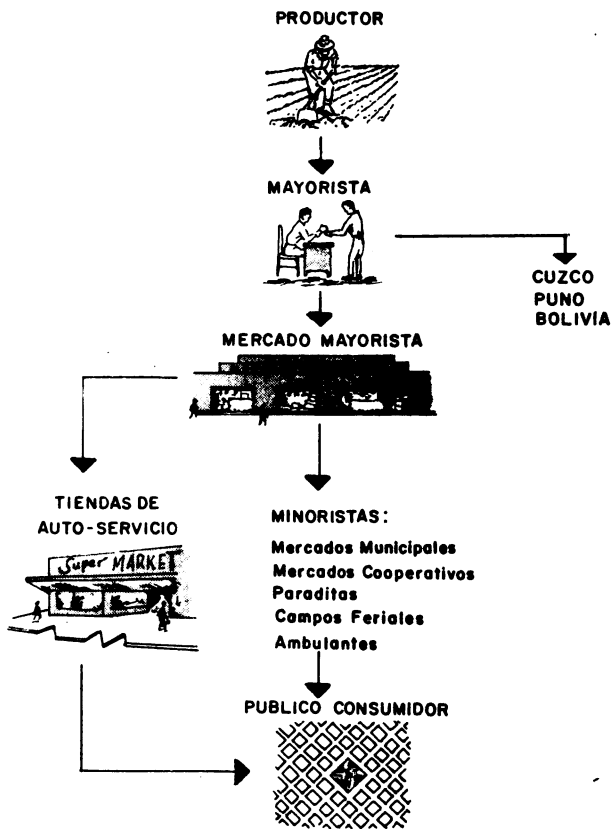 PRODUCTOR
MAYORISTA
CUZCO
PUNO
BOLIVÍA
MERCADO MAYORISTA
TIENDAS DE
AUTO-SERVICIO
Super MARKET
MINORISTAS:
Mercados Municipales
Mercados Cooperativos
Paraditas
Campos Feriales
Ambulantes
PUBLICO CONSUMIDOR